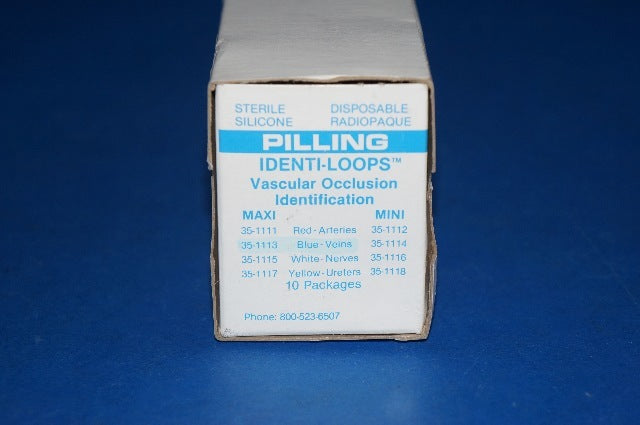 STERILE DISPOSABLE
SILICONE RADIOPAQUE
PILLING
IDENTI-LOOPS™
Vascular Occlusion
Identification
MAXI MINI
35-1111 Red-Arteries 35-1112
35-1113 Blue-Veins 35-1114
35-1115 White-Nerves 35-1116
35-1117 Yellow-Ureters 35-1118
10 Packages
Phone: 800-523-6507